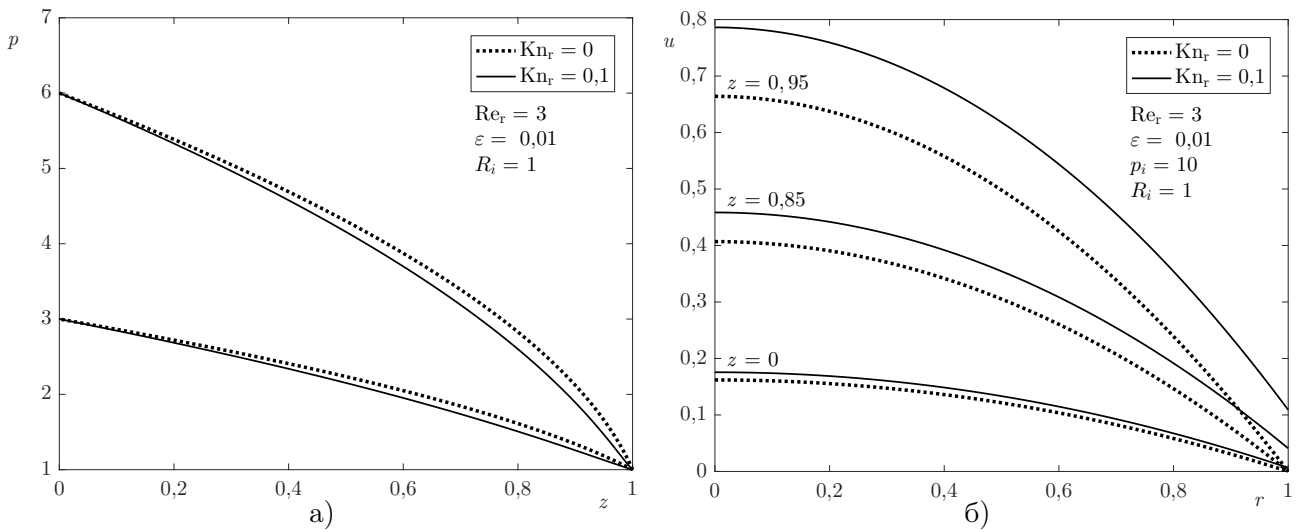 7
p
6
5
4
3
2
1
0
0,2
0,4
0,6
0,8
z
1
Kn_r = 0
Kn_r = 0,1
Re_r = 3
ε = 0,01
R_i = 1
а)
0,8
u
0,7
0,6
0,5
0,4
0,3
0,2
0,1
0
0
0,2
0,4
0,6
0,8
r
1
Kn_r = 0
Kn_r = 0,1
Re_r = 3
ε = 0,01
p_i = 10
R_i = 1
z = 0, 95
z = 0,85
z = 0
б)